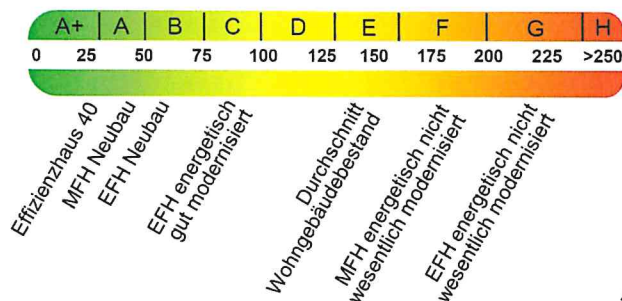 A+ A B C D E F G H
0 25 50 75 100 125 150 175 200 225 >250
Effizienzhaus 40
MFH Neubau
EFH Neubau
EFH energetisch
gut modernisiert
Durchschnitt
Wohngebäudebestand
MFH energetisch nicht
wesentlich modernisiert
EFH energetisch nicht
wesentlich modernisiert